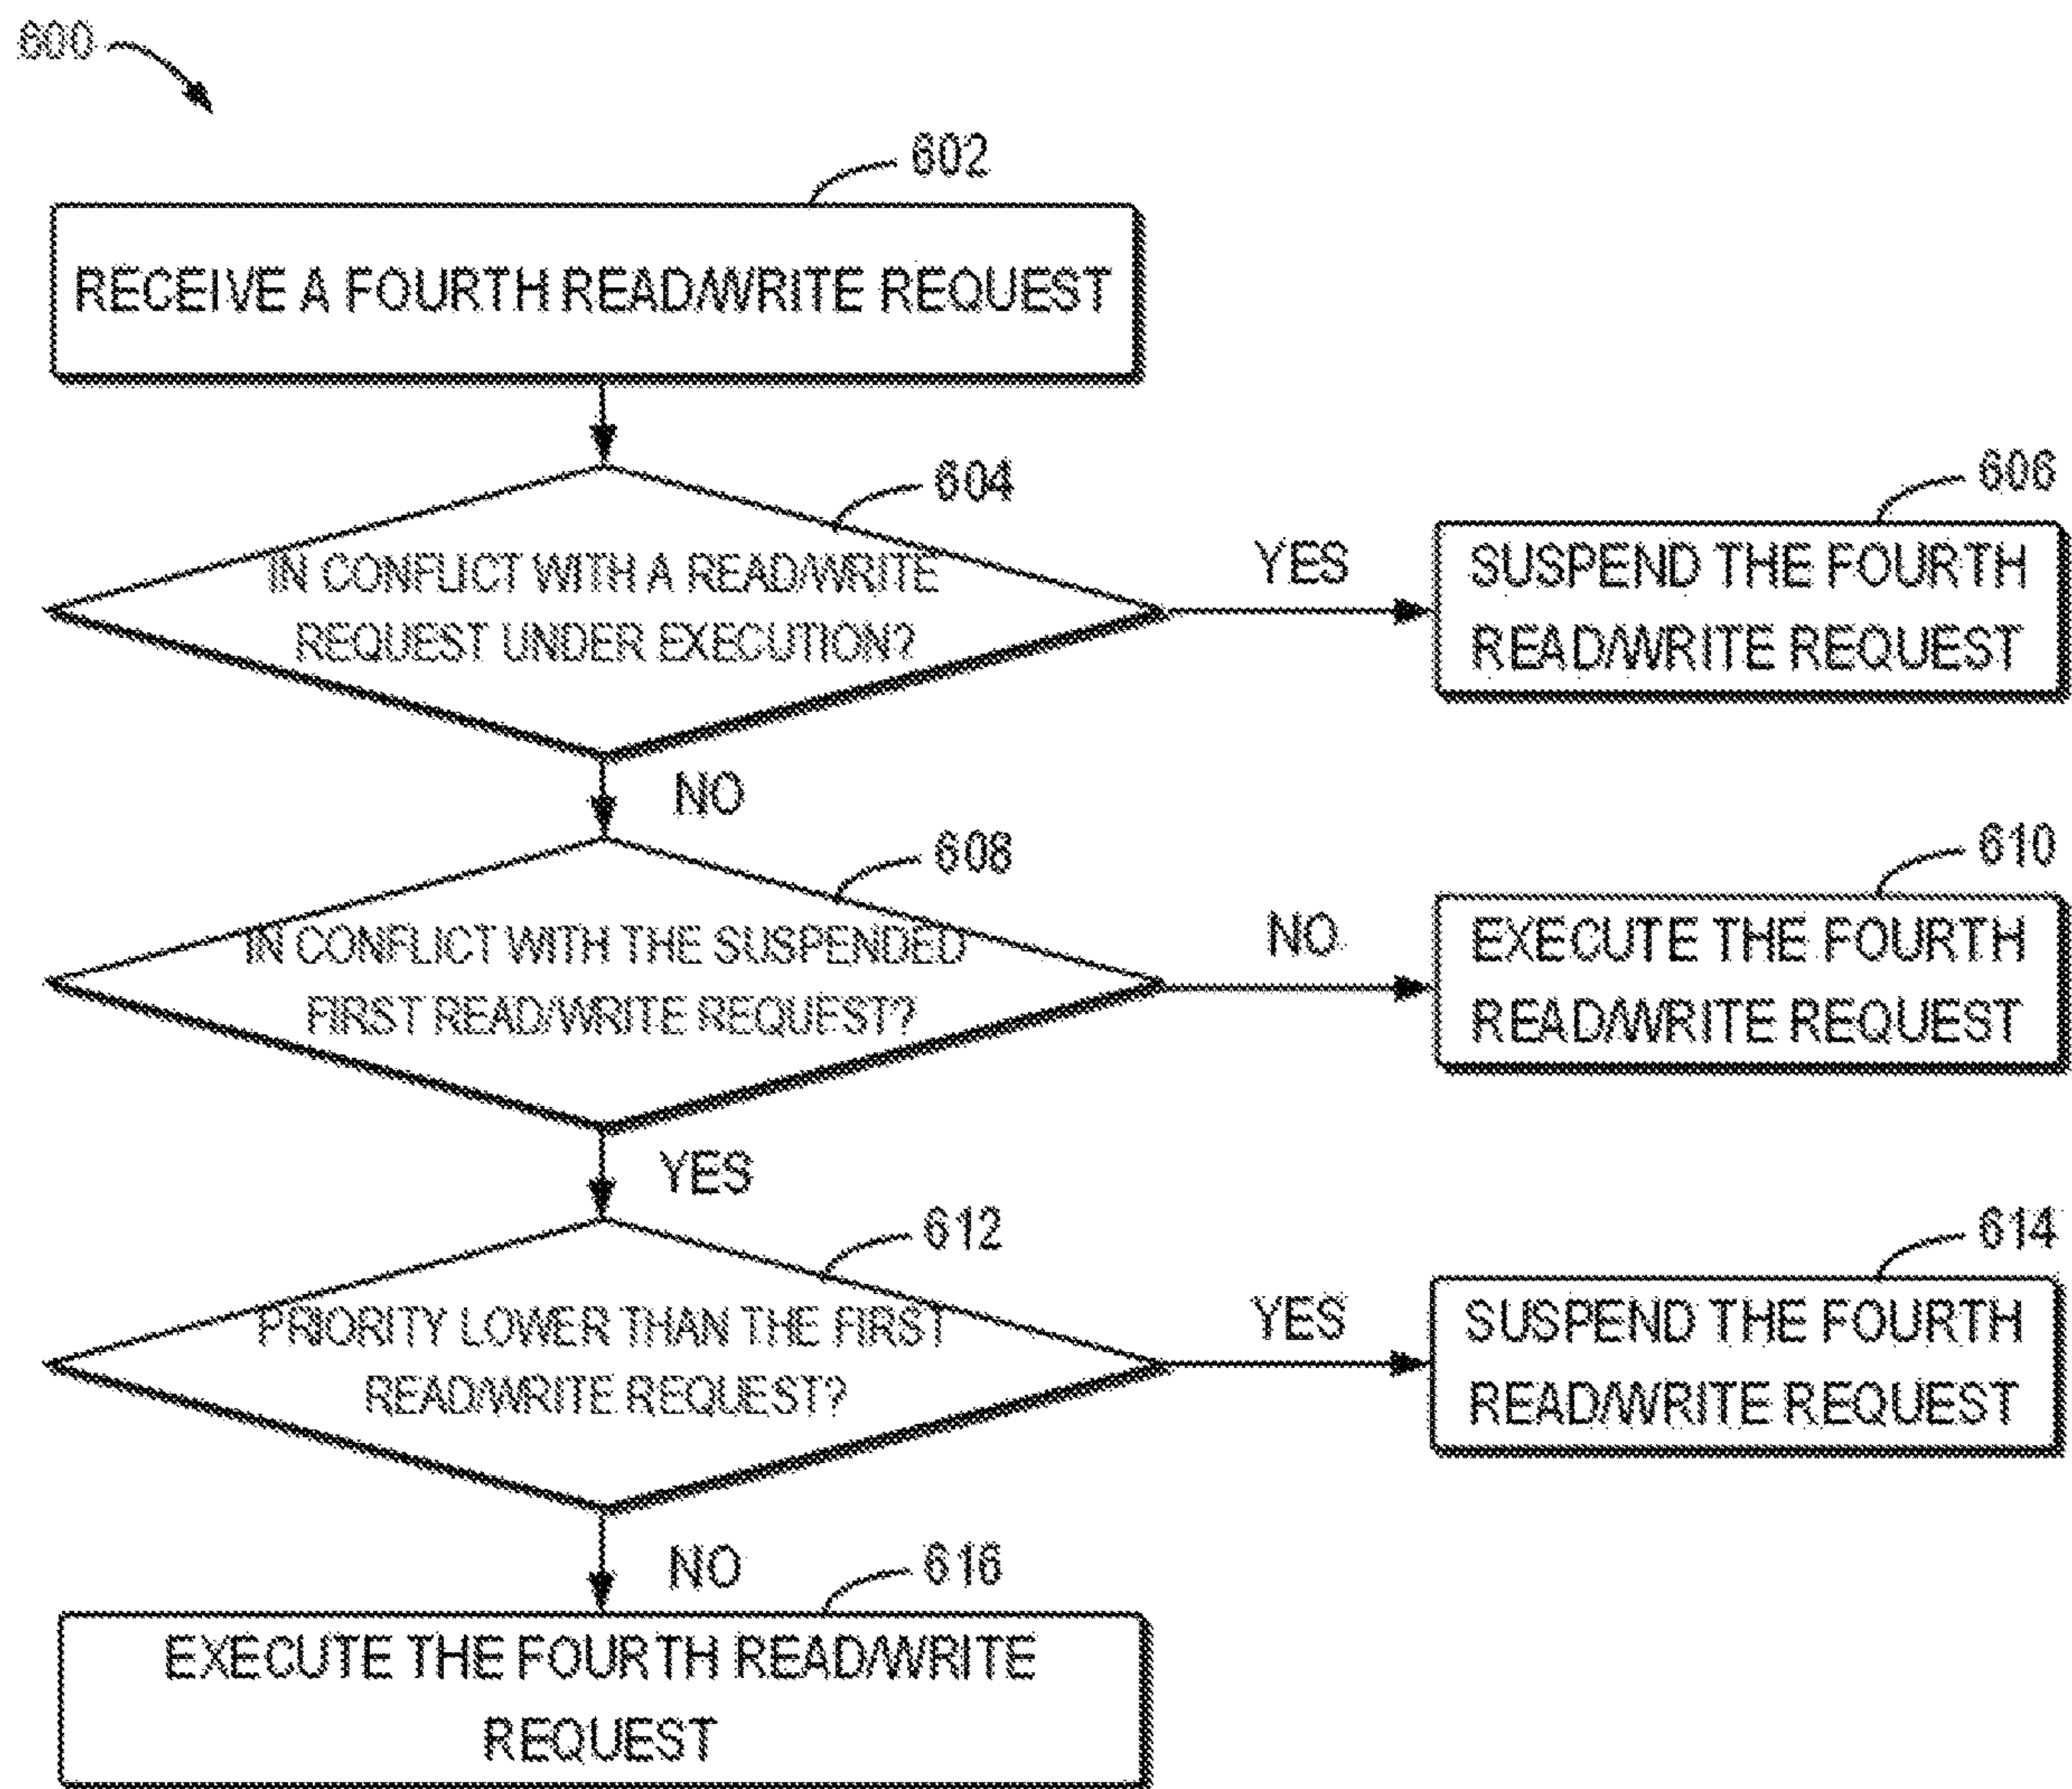 600
602
RECEIVE A FOURTH READ/WRITE REQUEST
604
IN CONFLICT WITH A READ/WRITE
REQUEST UNDER EXECUTION?
YES
606
SUSPEND THE FOURTH
READ/WRITE REQUEST
NO
608
IN CONFLICT WITH THE SUSPENDED
FIRST READ/WRITE REQUEST?
NO
610
EXECUTE THE FOURTH
READ/WRITE REQUEST
YES
612
PRIORITY LOWER THAN THE FIRST
READ/WRITE REQUEST?
YES
614
SUSPEND THE FOURTH
READ/WRITE REQUEST
NO
616
EXECUTE THE FOURTH READ/WRITE
REQUEST